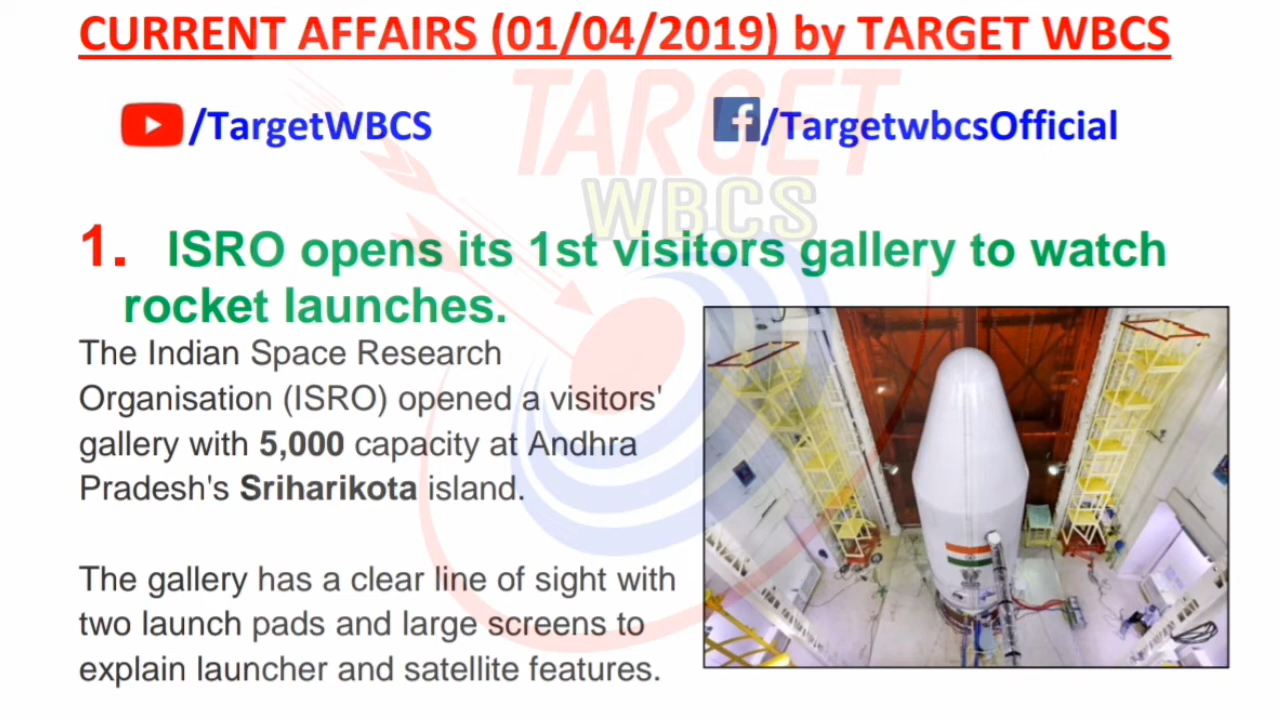 CURRENT AFFAIRS (01/04/2019) by TARGET WBCS
/TargetWBCS
f/TargetwbcsOfficial
TARGET
WBCS
1. ISRO opens its 1st visitors gallery to watch
rocket launches.
The Indian Space Research
Organisation (ISRO) opened a visitors'
gallery with 5,000 capacity at Andhra
Pradesh's Sriharikota island.
The gallery has a clear line of sight with
two launch pads and large screens to
explain launcher and satellite features.